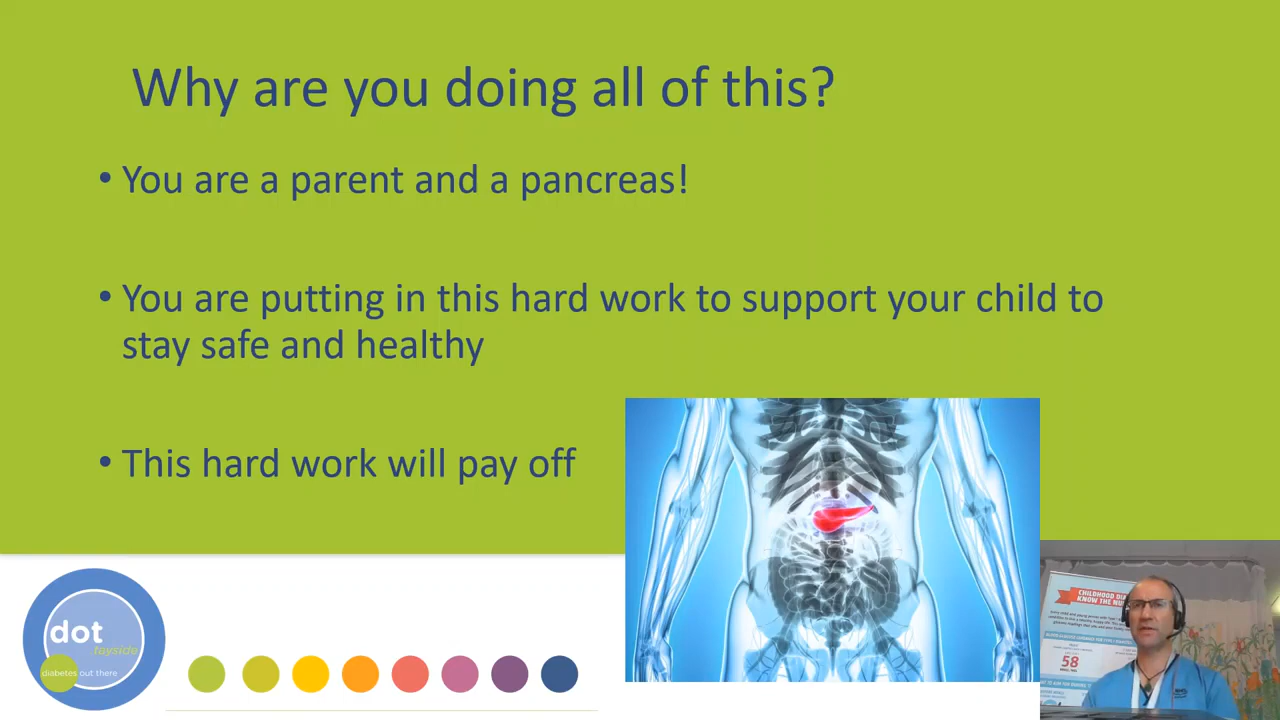 Why are you doing all of this?
• You are a parent and a pancreas!
• You are putting in this hard work to support your child to
stay safe and healthy
• This hard work will pay off
dot
tayside
diabetes out there
CHILDHOOD
KNOW THE
58